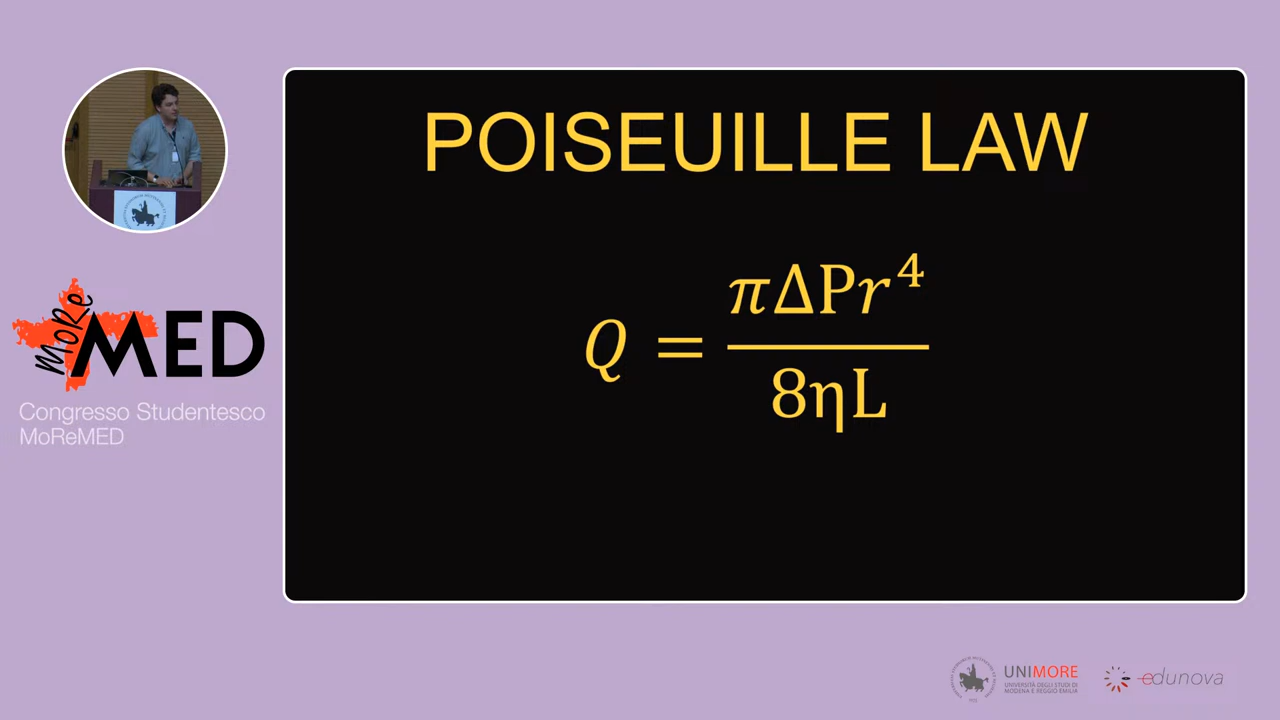 POISEUILLE LAW
Q = πΔPr⁴ / 8ηL
MoRe
MED
Congresso Studentesco
MoReMED
UNIMORE
UNIVERSITÀ DEGLI STUDI DI
MODENA E REGGIO EMILIA
edunova